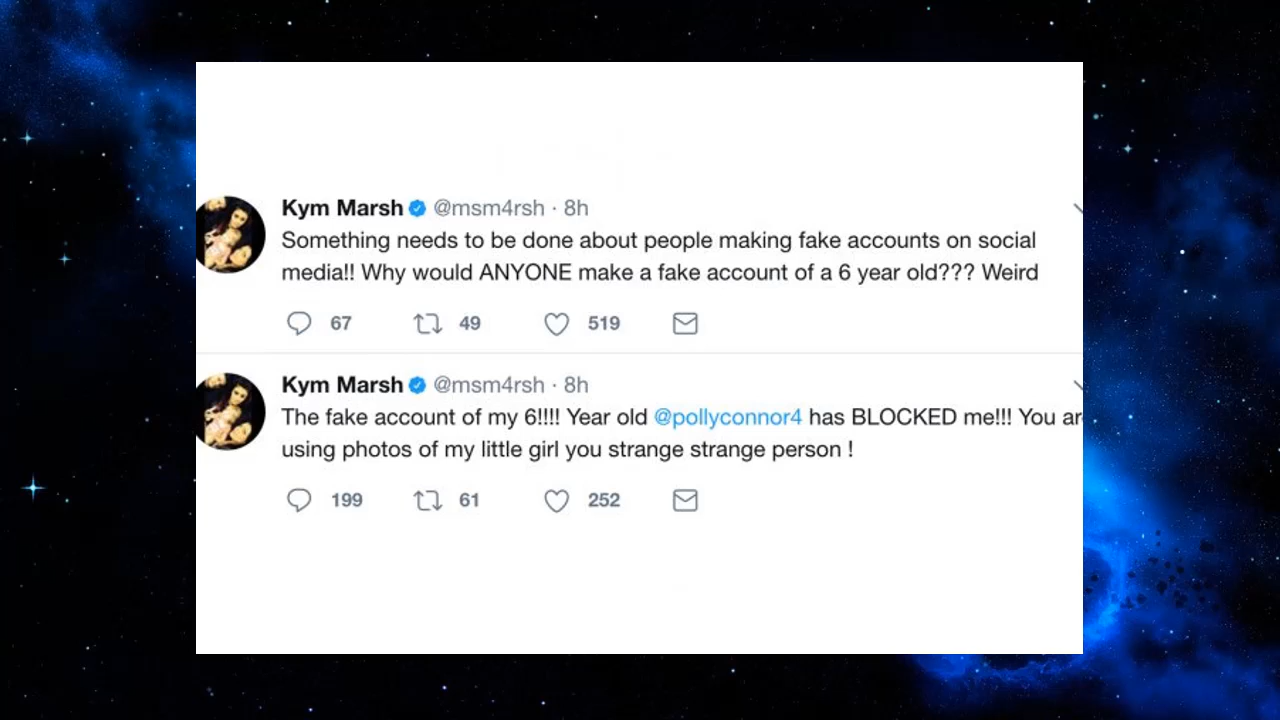 Kym Marsh @msm4rsh · 8h
Something needs to be done about people making fake accounts on social
media!! Why would ANYONE make a fake account of a 6 year old??? Weird
67 49 519
Kym Marsh @msm4rsh · 8h
The fake account of my 6!!!! Year old @pollyconnor4 has BLOCKED me!!! You ar
using photos of my little girl you strange strange person !
199 61 252